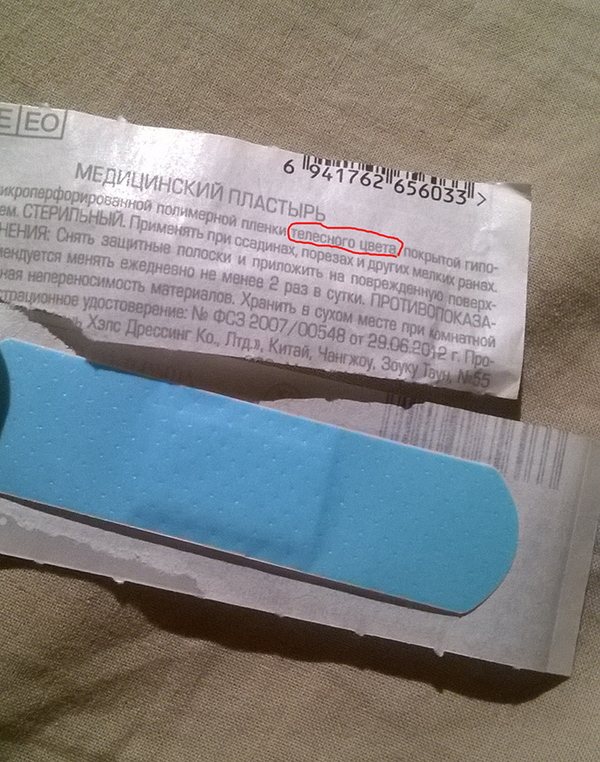 E EO
6 941762 656033 >
МЕДИЦИНСКИЙ ПЛАСТЫРЬ
икроперфорированной полимерной пленки телесного цвета, покрытой гипо-
ем. СТЕРИЛЬНЫЙ. Применять при ссадинах, порезах и других мелких ранах.
НЕНИЯ: Снять защитные полоски и приложить на поврежденную поверх-
мендуется менять ежедневно не менее 2 раз в сутки. ПРОТИВОПОКАЗА-
ная непереносимость материалов. Хранить в сухом месте при комнатной
страционное удостоверение: № ФСЗ 2007/00548 от 29.06.2012 г. Про-
ь Хэлс Дрессинг Ко., Лтд.», Китай, Чангжоу, Зоуку Таун, №55